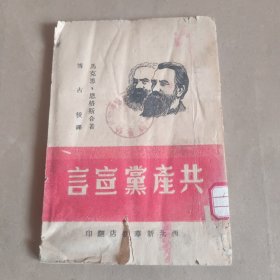 馬克思、恩格斯合著
博古校譯
共產黨宣言
西北新華書店翻印